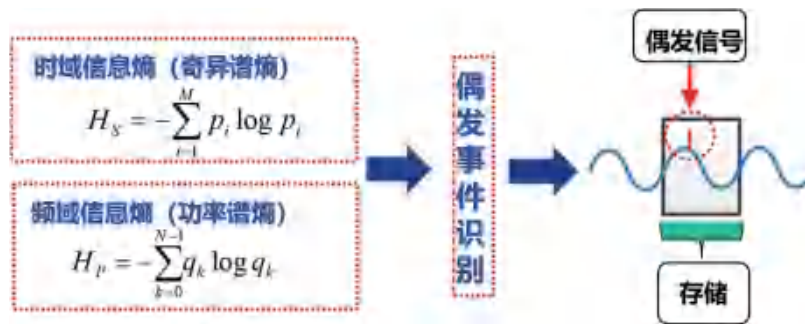 时域信息熵（奇异谱熵）
H_S = -\sum_{i=1}^{M} p_i \log p_i
频域信息熵（功率谱熵）
H_P = -\sum_{k=0}^{N-1} q_k \log q_k
偶发事件识别
偶发信号
存储